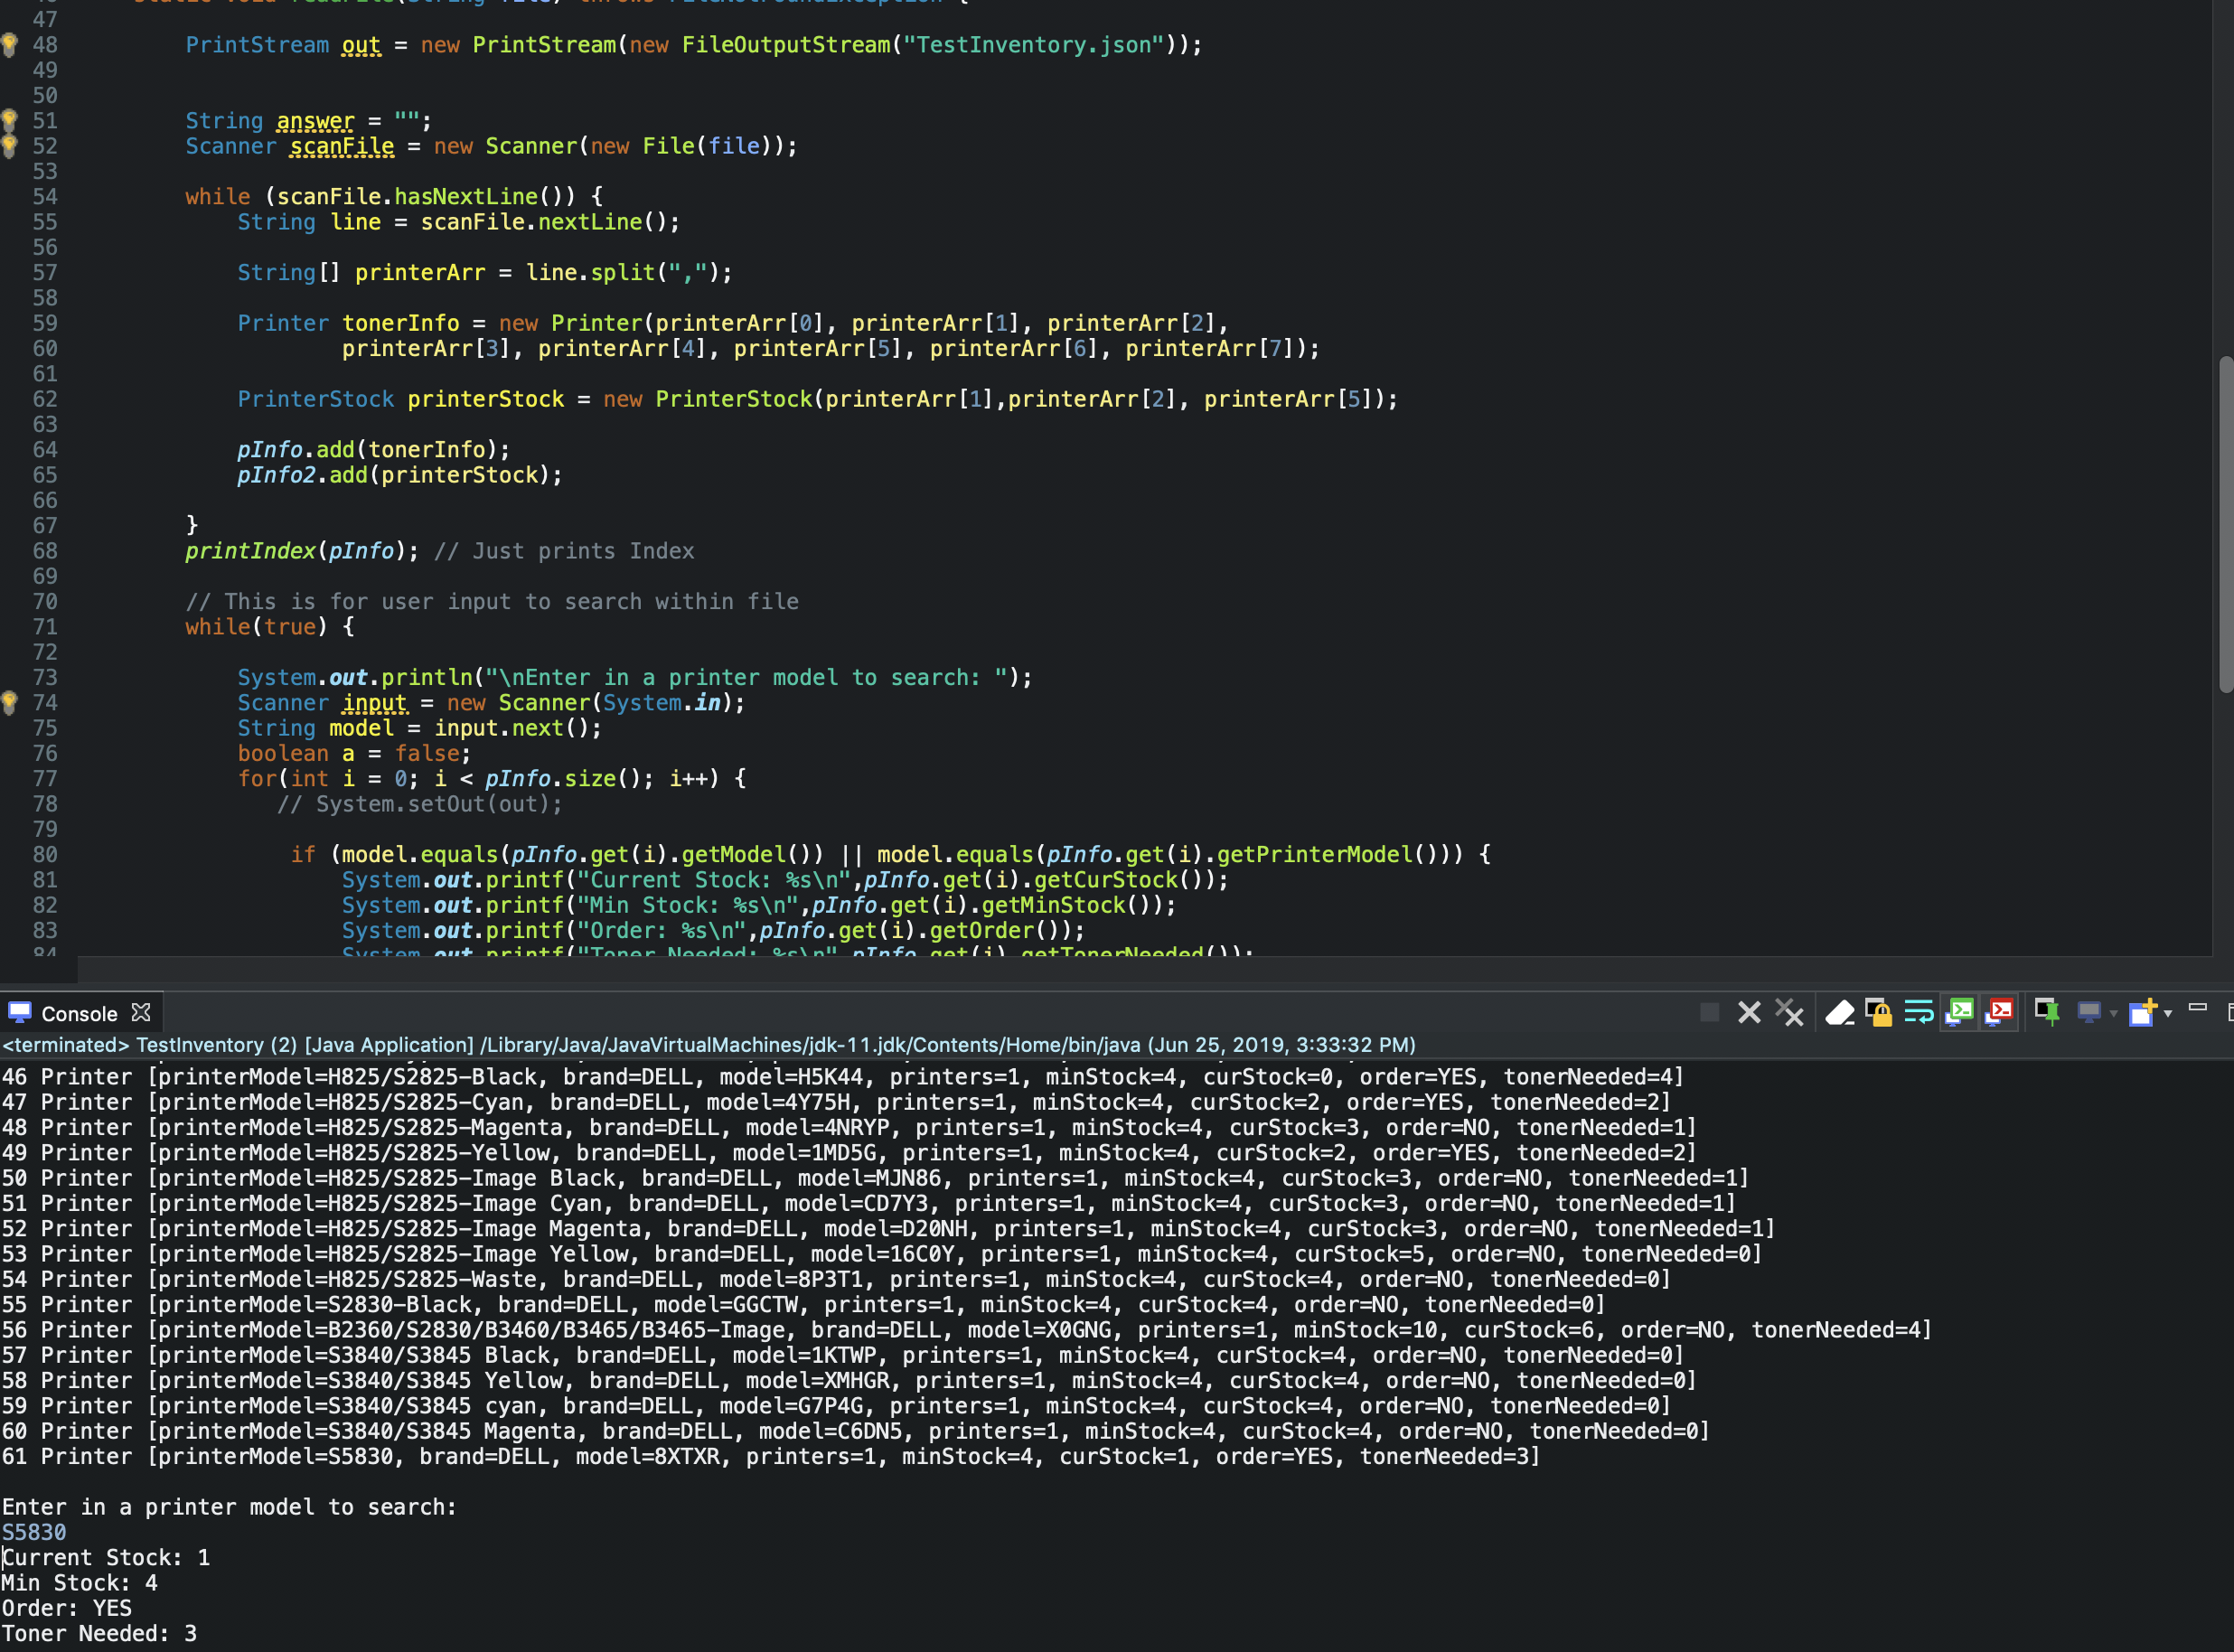 46 static void readFile(String file) throws FileNotFoundException {
47
48 PrintStream out = new PrintStream(new FileOutputStream("TestInventory.json"));
49
50
51 String answer = "";
52 Scanner scanFile = new Scanner(new File(file));
53
54 while (scanFile.hasNextLine()) {
55 String line = scanFile.nextLine();
56
57 String[] printerArr = line.split(",");
58
59 Printer tonerInfo = new Printer(printerArr[0], printerArr[1], printerArr[2],
60 printerArr[3], printerArr[4], printerArr[5], printerArr[6], printerArr[7]);
61
62 PrinterStock printerStock = new PrinterStock(printerArr[1],printerArr[2], printerArr[5]);
63
64 pInfo.add(tonerInfo);
65 pInfo2.add(printerStock);
66
67 }
68 printIndex(pInfo); // Just prints Index
69
70 // This is for user input to search within file
71 while(true) {
72
73 System.out.println("\nEnter in a printer model to search: ");
74 Scanner input = new Scanner(System.in);
75 String model = input.next();
76 boolean a = false;
77 for(int i = 0; i < pInfo.size(); i++) {
78 // System.setOut(out);
79
80 if (model.equals(pInfo.get(i).getModel()) || model.equals(pInfo.get(i).getPrinterModel())) {
81 System.out.printf("Current Stock: %s\n",pInfo.get(i).getCurStock());
82 System.out.printf("Min Stock: %s\n",pInfo.get(i).getMinStock());
83 System.out.printf("Order: %s\n",pInfo.get(i).getOrder());
84 System.out.printf("Toner Needed: %s\n",pInfo.get(i).getTonerNeeded());
Console
<terminated> TestInventory (2) [Java Application] /Library/Java/JavaVirtualMachines/jdk-11.jdk/Contents/Home/bin/java (Jun 25, 2019, 3:33:32 PM)
46 Printer [printerModel=H825/S2825-Black, brand=DELL, model=H5K44, printers=1, minStock=4, curStock=0, order=YES, tonerNeeded=4]
47 Printer [printerModel=H825/S2825-Cyan, brand=DELL, model=4Y75H, printers=1, minStock=4, curStock=2, order=YES, tonerNeeded=2]
48 Printer [printerModel=H825/S2825-Magenta, brand=DELL, model=4NRYP, printers=1, minStock=4, curStock=3, order=NO, tonerNeeded=1]
49 Printer [printerModel=H825/S2825-Yellow, brand=DELL, model=1MD5G, printers=1, minStock=4, curStock=2, order=YES, tonerNeeded=2]
50 Printer [printerModel=H825/S2825-Image Black, brand=DELL, model=MJN86, printers=1, minStock=4, curStock=3, order=NO, tonerNeeded=1]
51 Printer [printerModel=H825/S2825-Image Cyan, brand=DELL, model=CD7Y3, printers=1, minStock=4, curStock=3, order=NO, tonerNeeded=1]
52 Printer [printerModel=H825/S2825-Image Magenta, brand=DELL, model=D20NH, printers=1, minStock=4, curStock=3, order=NO, tonerNeeded=1]
53 Printer [printerModel=H825/S2825-Image Yellow, brand=DELL, model=16C0Y, printers=1, minStock=4, curStock=5, order=NO, tonerNeeded=0]
54 Printer [printerModel=H825/S2825-Waste, brand=DELL, model=8P3T1, printers=1, minStock=4, curStock=4, order=NO, tonerNeeded=0]
55 Printer [printerModel=S2830-Black, brand=DELL, model=GGCTW, printers=1, minStock=4, curStock=4, order=NO, tonerNeeded=0]
56 Printer [printerModel=B2360/S2830/B3460/B3465/B3465-Image, brand=DELL, model=X0GNG, printers=1, minStock=10, curStock=6, order=NO, tonerNeeded=4]
57 Printer [printerModel=S3840/S3845 Black, brand=DELL, model=1KTWP, printers=1, minStock=4, curStock=4, order=NO, tonerNeeded=0]
58 Printer [printerModel=S3840/S3845 Yellow, brand=DELL, model=XMHGR, printers=1, minStock=4, curStock=4, order=NO, tonerNeeded=0]
59 Printer [printerModel=S3840/S3845 cyan, brand=DELL, model=G7P4G, printers=1, minStock=4, curStock=4, order=NO, tonerNeeded=0]
60 Printer [printerModel=S3840/S3845 Magenta, brand=DELL, model=C6DN5, printers=1, minStock=4, curStock=4, order=NO, tonerNeeded=0]
61 Printer [printerModel=S5830, brand=DELL, model=8XTXR, printers=1, minStock=4, curStock=1, order=YES, tonerNeeded=3]

Enter in a printer model to search:
S5830
Current Stock: 1
Min Stock: 4
Order: YES
Toner Needed: 3